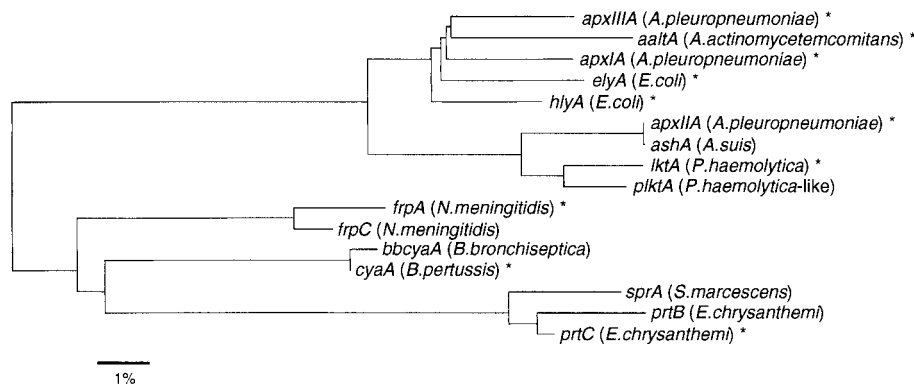 apxIIIA (A.pleuropneumoniae) *
aaltA (A.actinomycetemcomitans) *
apxIA (A.pleuropneumoniae) *
elyA (E.coli) *
hlyA (E.coli) *
apxIIA (A.pleuropneumoniae) *
ashA (A.suis)
lktA (P.haemolytica) *
plktA (P.haemolytica-like)
frpA (N.meningitidis) *
frpC (N.meningitidis)
bbcyaA (B.bronchiseptica)
cyaA (B.pertussis) *
sprA (S.marcescens)
prtB (E.chrysanthemi)
prtC (E.chrysanthemi) *
1%